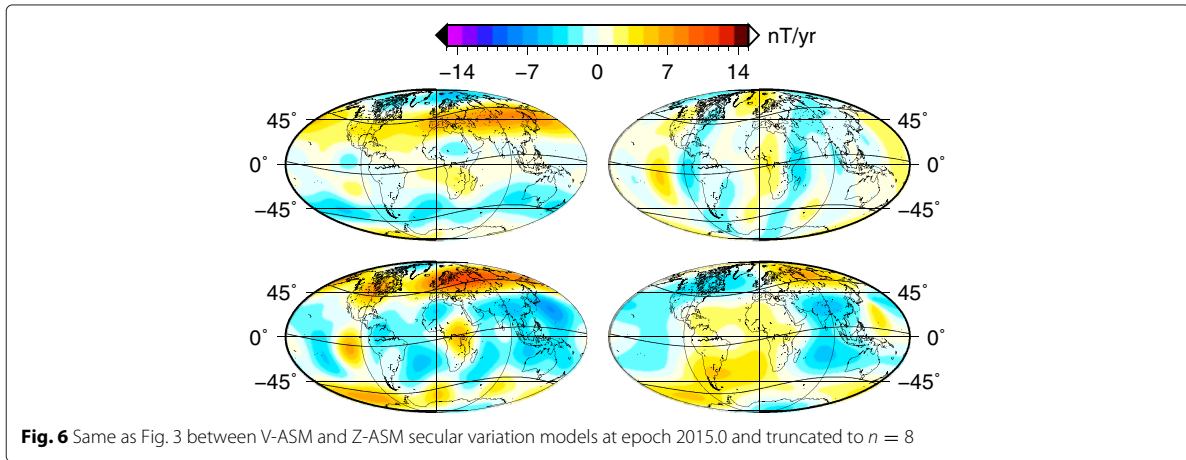 nT/yr
−14 −7 0 7 14
45° 45°
0° 0°
−45° −45°
45° 45°
0° 0°
−45° −45°
Fig. 6 Same as Fig. 3 between V-ASM and Z-ASM secular variation models at epoch 2015.0 and truncated to n = 8